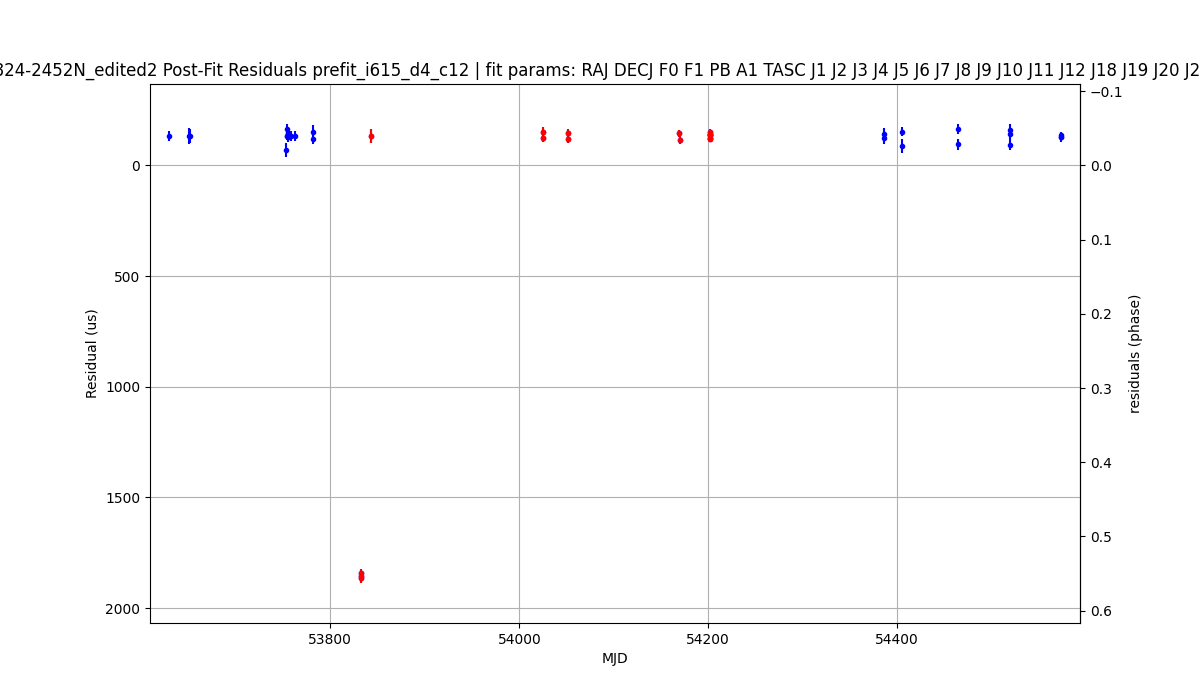 324-2452N_edited2 Post-Fit Residuals prefit_i615_d4_c12 | fit params: RAJ DECJ F0 F1 PB A1 TASC J1 J2 J3 J4 J5 J6 J7 J8 J9 J10 J11 J12 J18 J19 J20 J2
−0.1
0 0.0
0.1
500
0.2
Residual (us)
residuals (phase)
0.3
1000
0.4
1500
0.5
2000 0.6
53800 54000 54200 54400
MJD